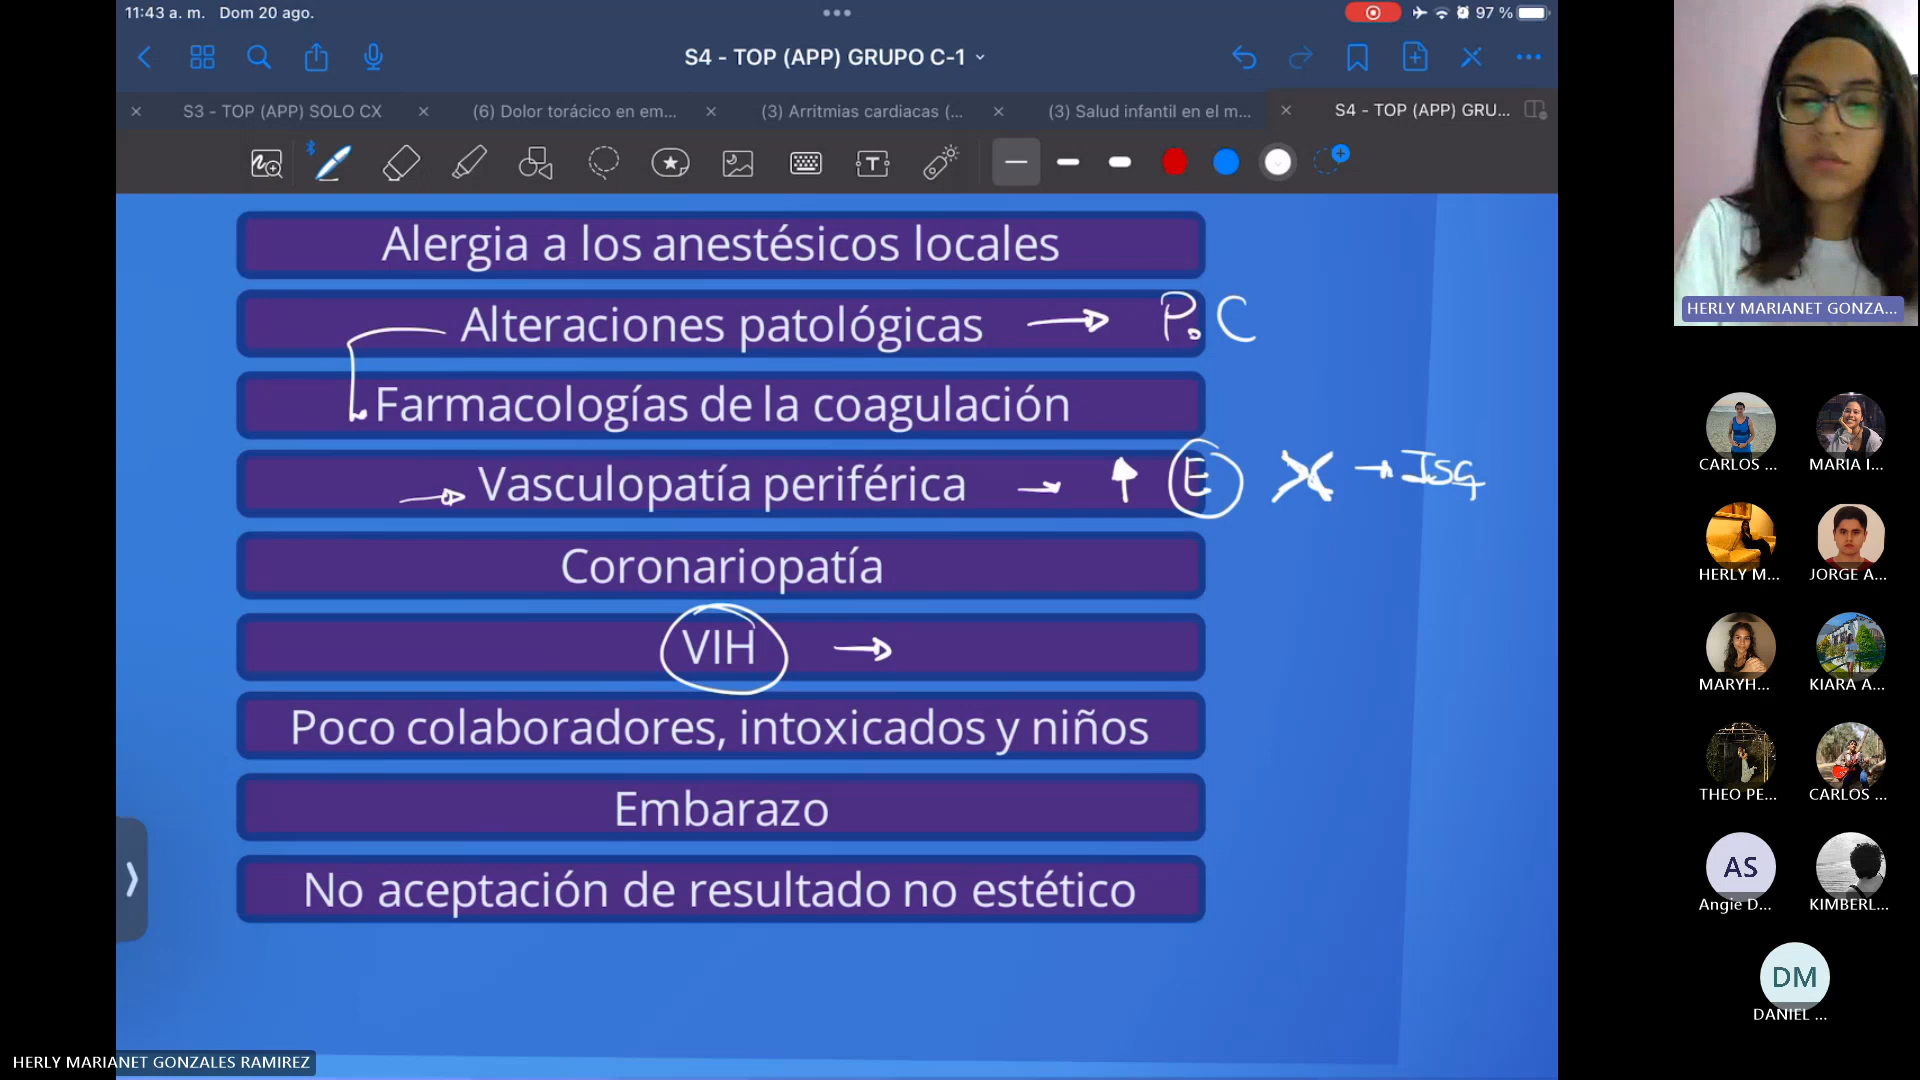 11:43 a. m. Dom 20 ago.
97 %
S4 - TOP (APP) GRUPO C-1
S3 - TOP (APP) SOLO CX
(6) Dolor torácico en em...
(3) Arritmias cardiacas (...
(3) Salud infantil en el m...
S4 - TOP (APP) GRU...
Alergia a los anestésicos locales
Alteraciones patológicas → P. C
Farmacologías de la coagulación
→ Vasculopatía periférica → ↑ E X → Isq
Coronariopatía
VIH →
Poco colaboradores, intoxicados y niños
Embarazo
No aceptación de resultado no estético
HERLY MARIANET GONZALES RAMIREZ
HERLY MARIANET GONZA...
CARLOS ...
MARIA I...
HERLY M...
JORGE A...
MARYH...
KIARA A...
THEO PE...
CARLOS ...
AS
Angie D...
KIMBERL...
DM
DANIEL ...